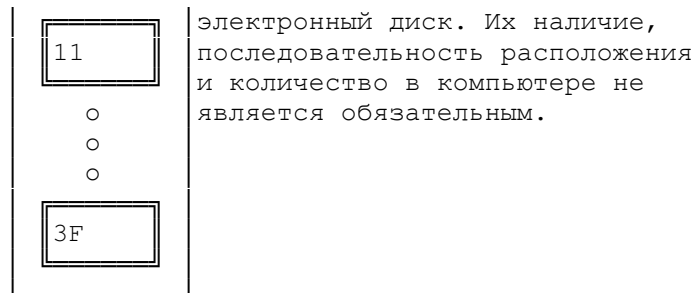 электронный диск. Их наличие,
11 последовательность расположения
и количество в компьютере не
o является обязательным.
o
o
3F